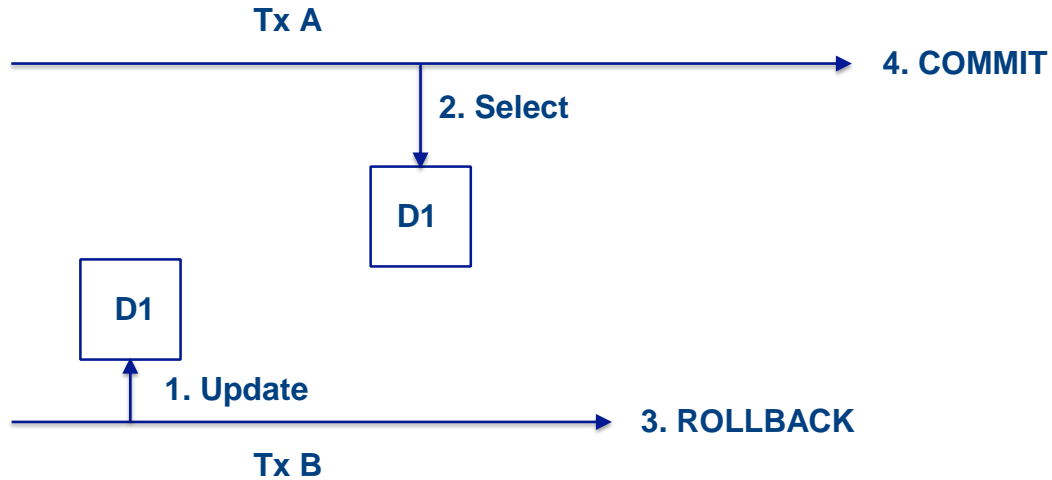 Tx A
4. COMMIT
2. Select
D1
D1
1. Update
3. ROLLBACK
Tx B